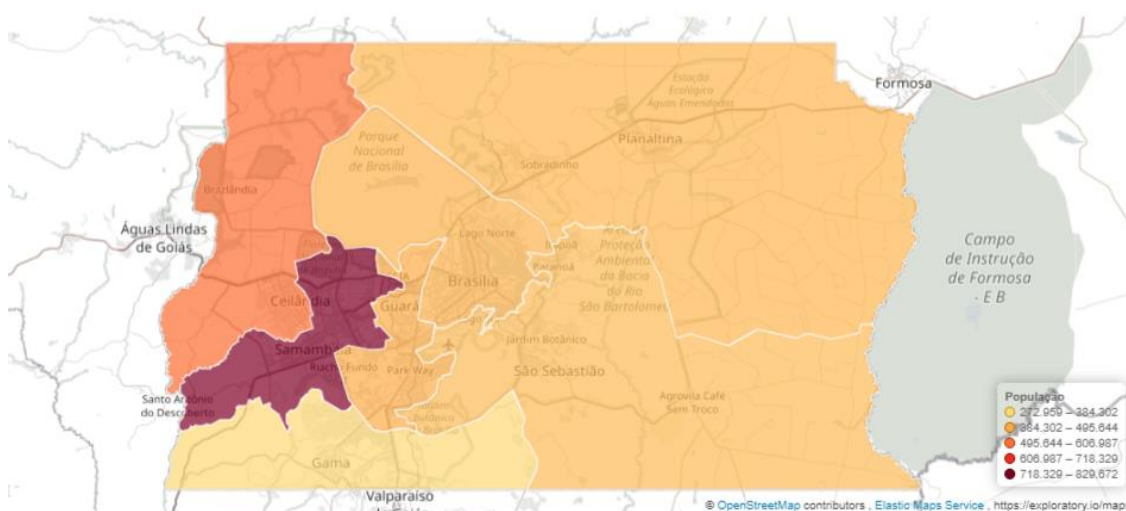 Formosa
Estação
Ecológica
Águas Emendadas
Planaltina
Parque
Nacional
de Brasília
Sobradinho
Brazlândia
Águas Lindas
de Goiás
Lago Norte
Itapoã
Paranoá
Área de
Proteção
Ambiental
da Bacia
do Rio
São Bartolomeu
Campo
de Instrução
de Formosa
- E B
Brasília
Ceilândia
Guará
Jardim Botânico
Samambaia
Park Way
São Sebastião
Santo Antônio
do Descoberto
Agrovila Café
Sem Troco
Gama
Valparaíso
População
272.959 – 384.302
384.302 – 495.644
495.644 – 606.987
606.987 – 718.329
718.329 – 829.672
© OpenStreetMap contributors , Elastic Maps Service , https://exploratory.io/map